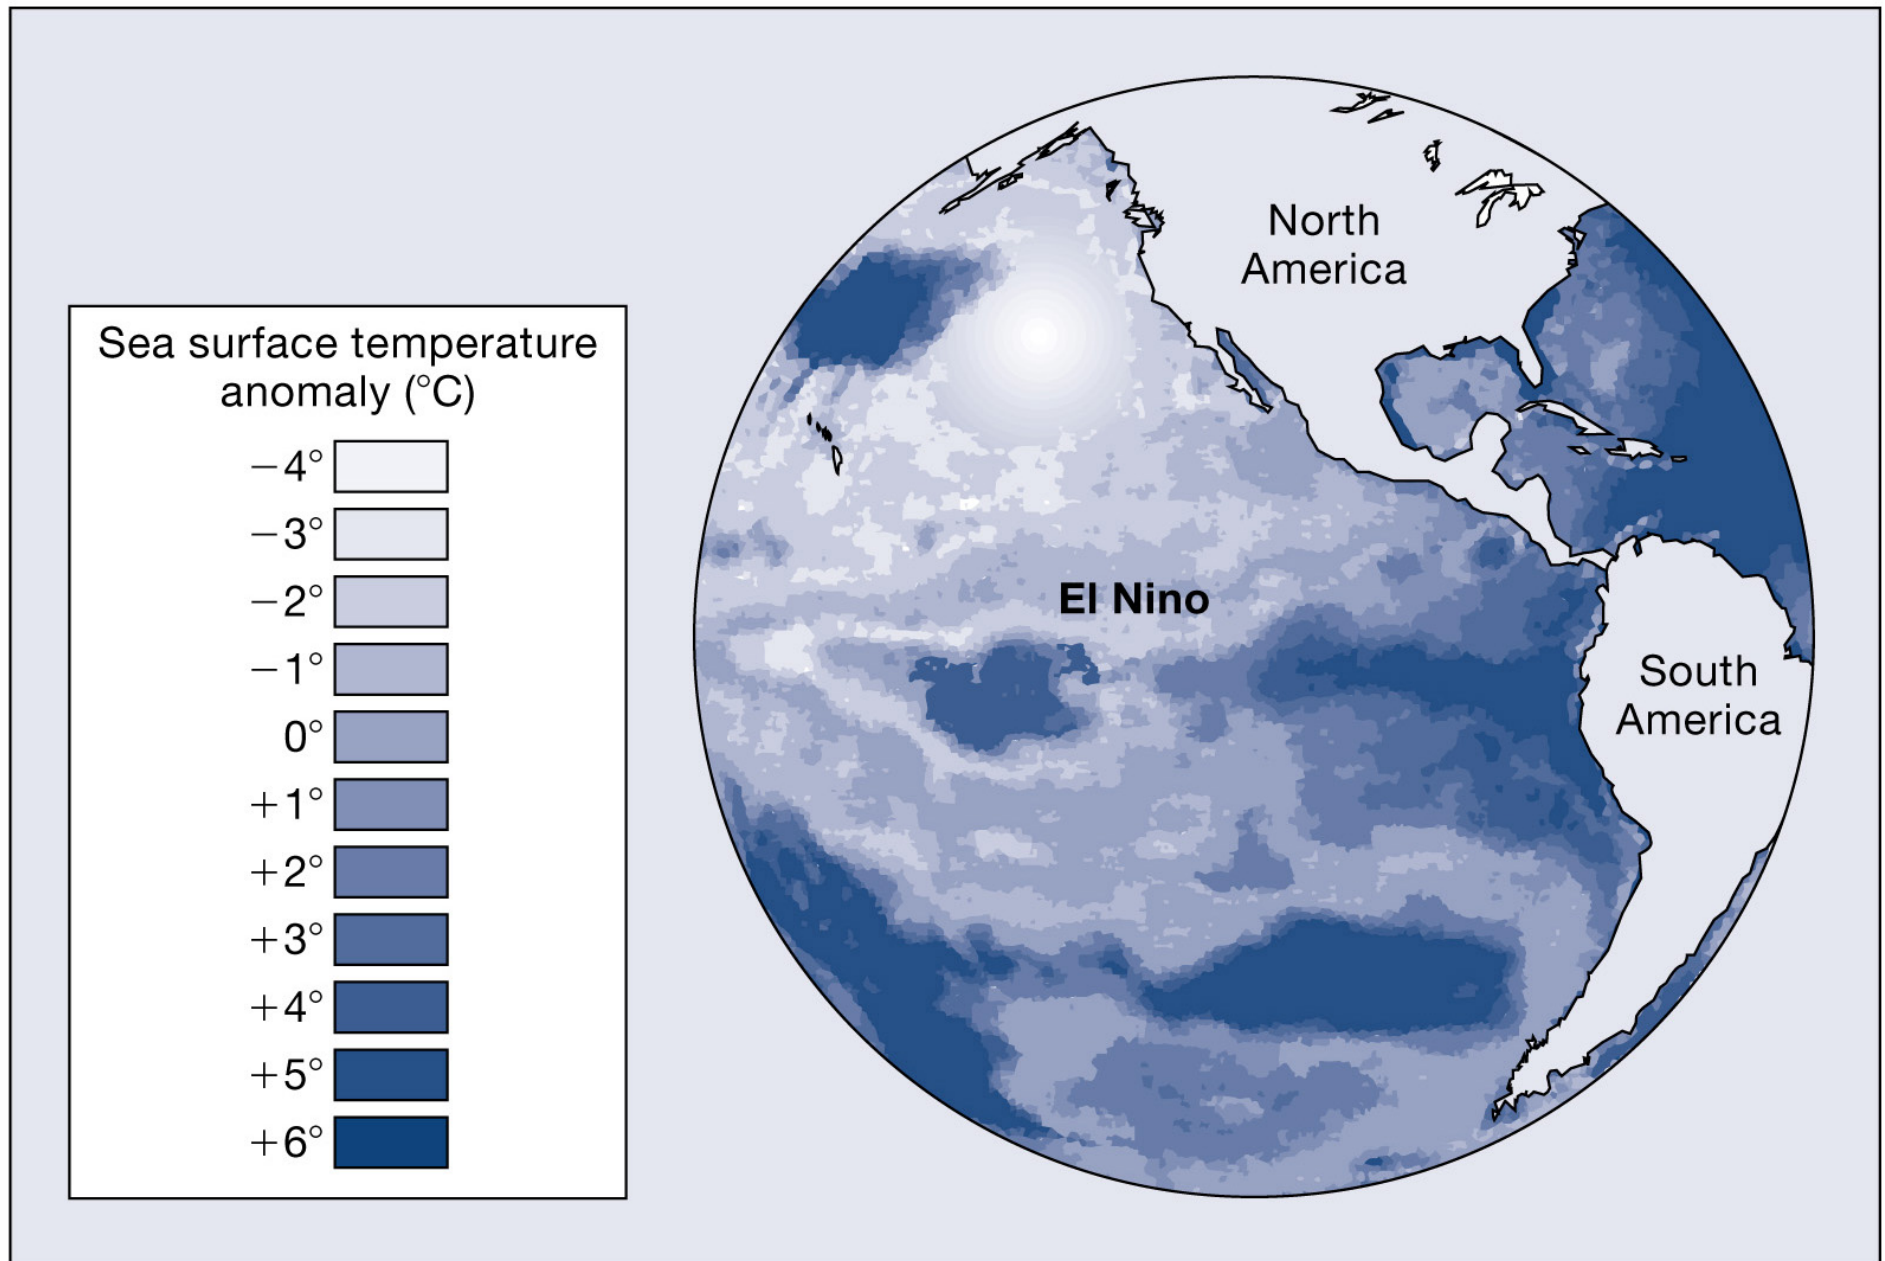 Sea surface temperature
anomaly (°C)
−4°
−3°
−2°
−1°
0°
+1°
+2°
+3°
+4°
+5°
+6°
North
America
El Nino
South
America